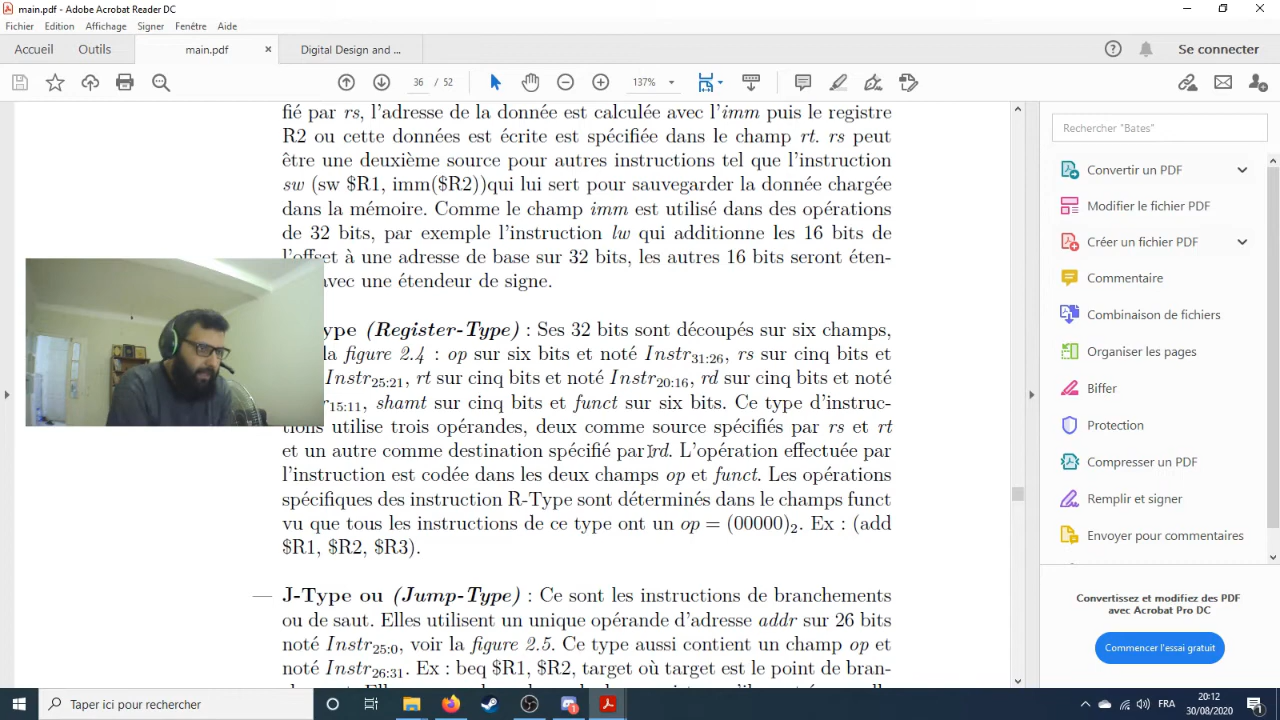 main.pdf - Adobe Acrobat Reader DC
Fichier Edition Affichage Signer Fenêtre Aide
Accueil Outils main.pdf × Digital Design and ... Se connecter
36 / 52 137%
fié par rs, l'adresse de la donnée est calculée avec l'imm puis le registre
R2 ou cette données est écrite est spécifiée dans le champ rt. rs peut
être une deuxième source pour autres instructions tel que l'instruction
sw (sw $R1, imm($R2))qui lui sert pour sauvegarder la donnée chargée
dans la mémoire. Comme le champ imm est utilisé dans des opérations
de 32 bits, par exemple l'instruction lw qui additionne les 16 bits de
l'offset à une adresse de base sur 32 bits, les autres 16 bits seront éten-
avec une étendeur de signe.
ype (Register-Type) : Ses 32 bits sont découpés sur six champs,
la figure 2.4 : op sur six bits et noté Instr31:26, rs sur cinq bits et
Instr25:21, rt sur cinq bits et noté Instr20:16, rd sur cinq bits et noté
r15:11, shamt sur cinq bits et funct sur six bits. Ce type d'instruc-
tions utilise trois opérandes, deux comme source spécifiés par rs et rt
et un autre comme destination spécifié par rd. L'opération effectuée par
l'instruction est codée dans les deux champs op et funct. Les opérations
spécifiques des instruction R-Type sont déterminés dans le champs funct
vu que tous les instructions de ce type ont un op = (00000)2. Ex : (add
$R1, $R2, $R3).
— J-Type ou (Jump-Type) : Ce sont les instructions de branchements
ou de saut. Elles utilisent un unique opérande d'adresse addr sur 26 bits
noté Instr25:0, voir la figure 2.5. Ce type aussi contient un champ op et
noté Instr26:31. Ex : beq $R1, $R2, target où target est le point de bran-
Rechercher "Bates"
Convertir un PDF
Modifier le fichier PDF
Créer un fichier PDF
Commentaire
Combinaison de fichiers
Organiser les pages
Biffer
Protection
Compresser un PDF
Remplir et signer
Envoyer pour commentaires
Convertissez et modifiez des PDF
avec Acrobat Pro DC
Commencer l'essai gratuit
Taper ici pour rechercher
FRA
20:12
30/08/2020